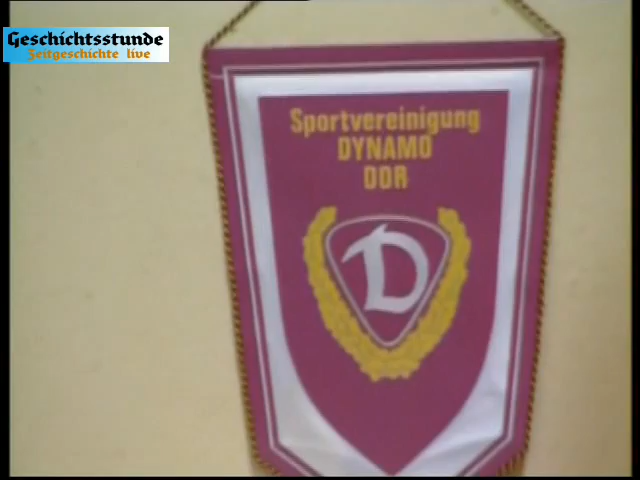 Geschichtsstunde
Zeitgeschichte live
Sportvereinigung
DYNAMO
DDR
D